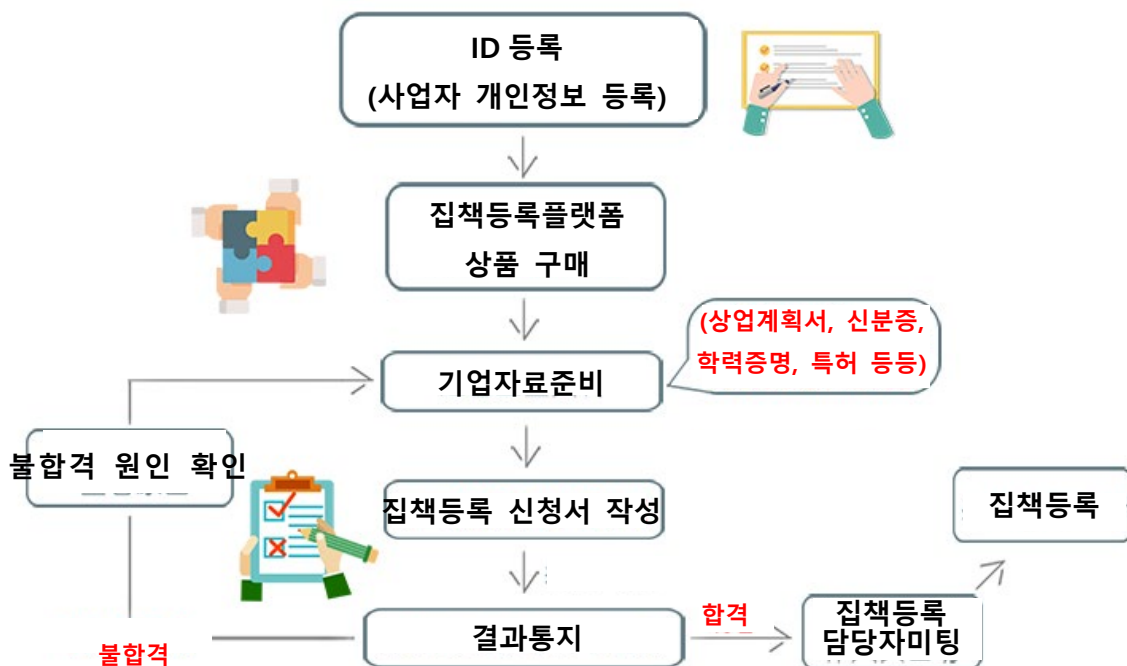 ID 등록
(사업자 개인정보 등록)
집책등록플랫폼
상품 구매
(상업계획서, 신분증,
학력증명, 특허 등등)
기업자료준비
불합격 원인 확인
집책등록 신청서 작성
집책등록
결과통지
합격
집책등록
담당자미팅
불합격